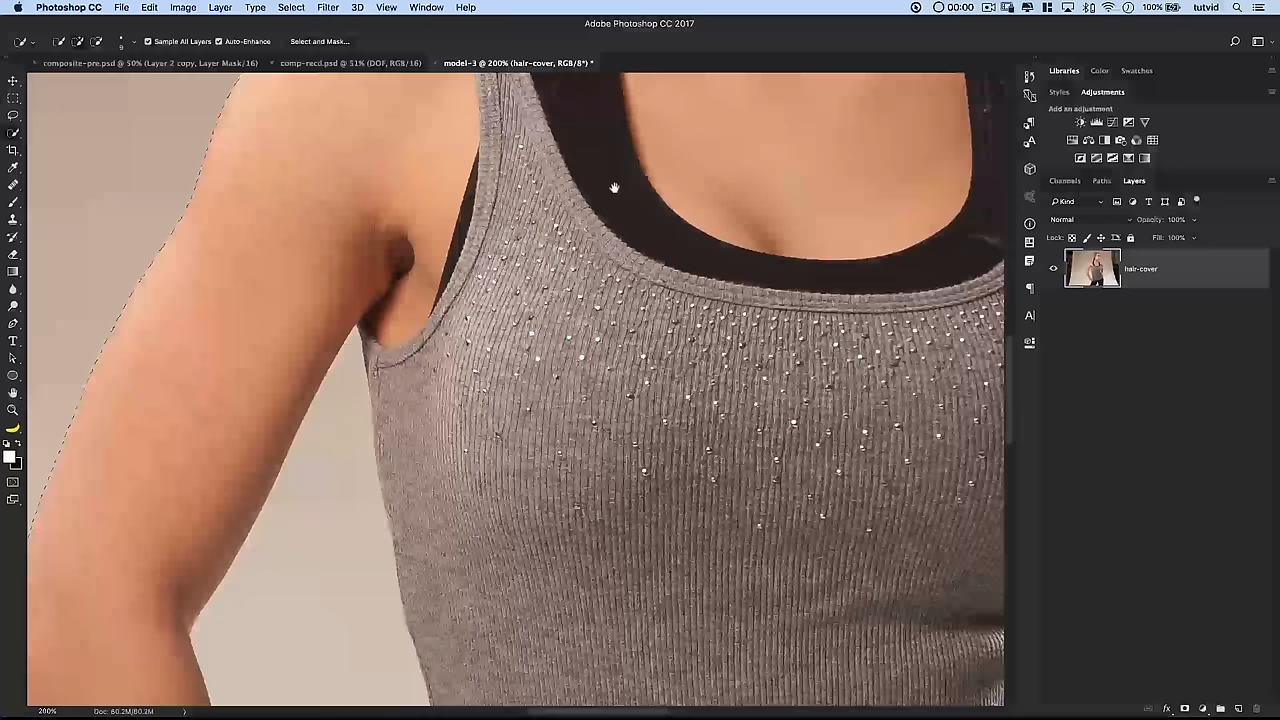 Photoshop CC File Edit Image Layer Type Select Filter 3D View Window Help 00:00 100% tutvid
Adobe Photoshop CC 2017
9 Sample All Layers Auto-Enhance Select and Mask...
composite-pre.psd @ 50% (Layer 2 copy, Layer Mask/16) comp-recd.psd @ 51% (DOF, RGB/16) model-3 @ 200% (hair-cover, RGB/8*) *
Libraries Color Swatches
Styles Adjustments
Add an adjustment
Channels Paths Layers
Kind
Normal Opacity: 100%
Lock: Fill: 100%
hair-cover
200% Doc: 60.2M/60.2M